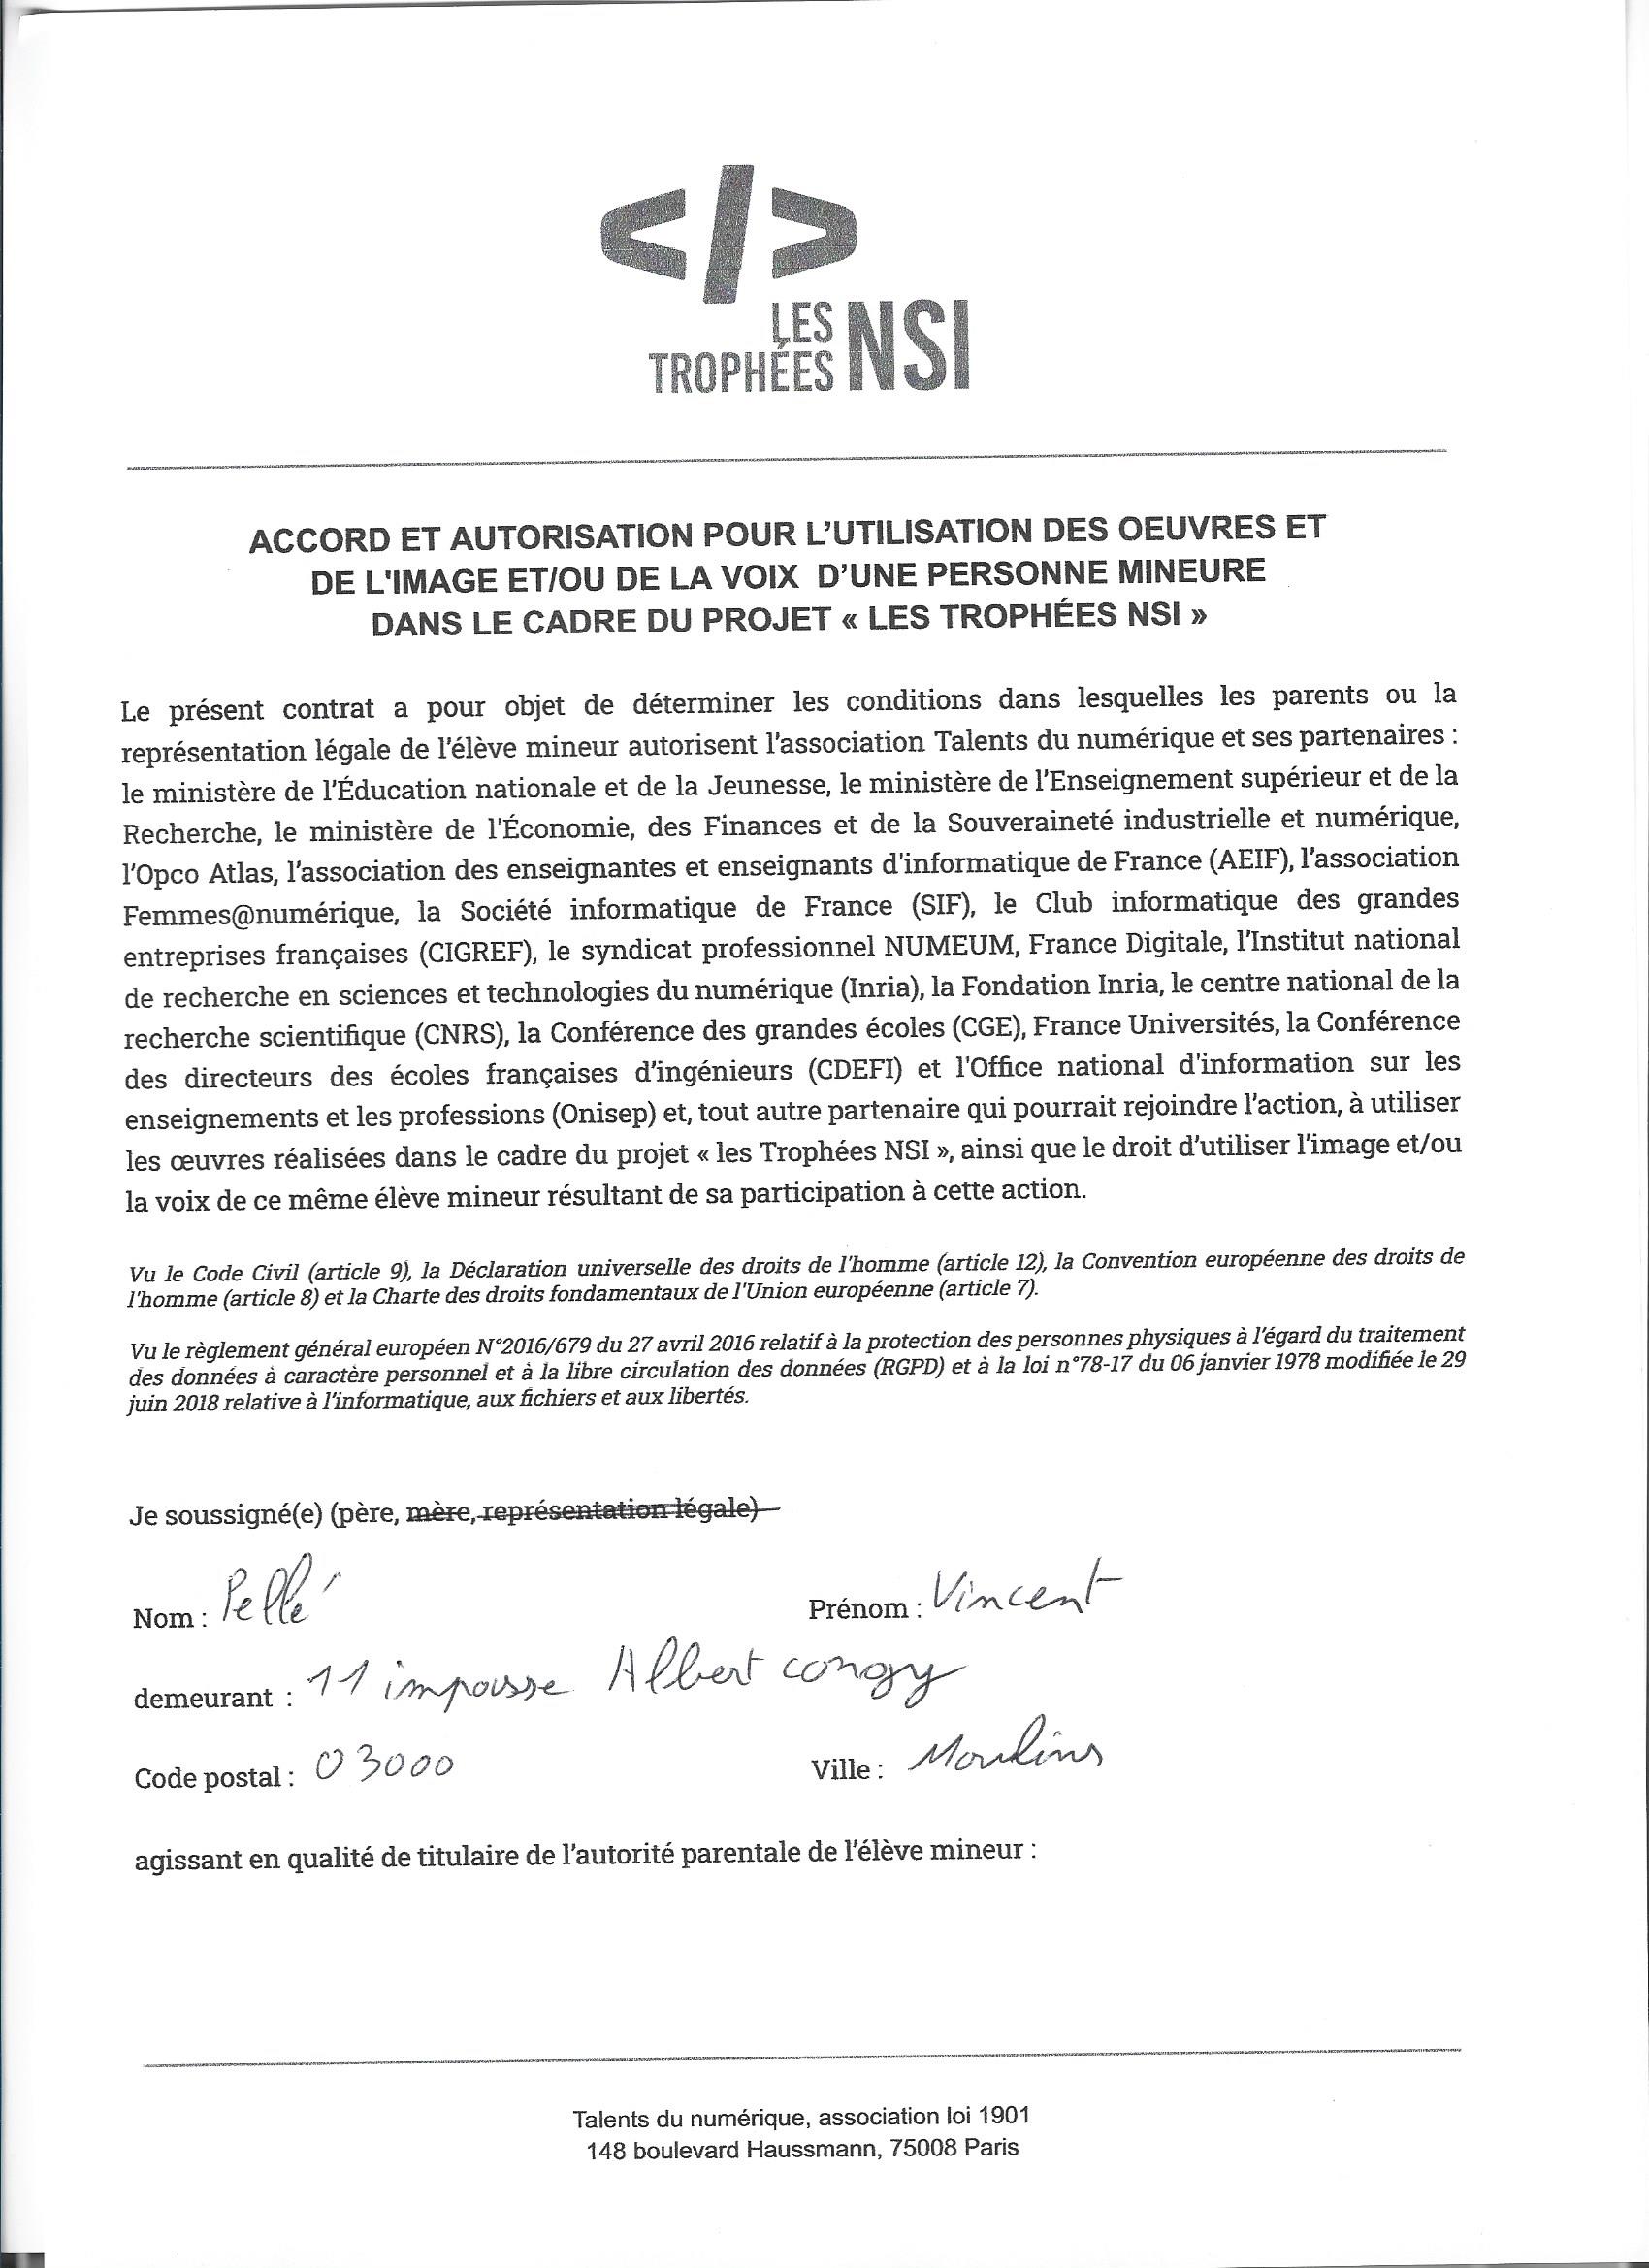 </>
LES
TROPHÉES NSI
ACCORD ET AUTORISATION POUR L’UTILISATION DES OEUVRES ET
DE L'IMAGE ET/OU DE LA VOIX D’UNE PERSONNE MINEURE
DANS LE CADRE DU PROJET « LES TROPHÉES NSI »
Le présent contrat a pour objet de déterminer les conditions dans lesquelles les parents ou la
représentation légale de l’élève mineur autorisent l’association Talents du numérique et ses partenaires :
le ministère de l’Éducation nationale et de la Jeunesse, le ministère de l'Enseignement supérieur et de la
Recherche, le ministère de l'Économie, des Finances et de la Souveraineté industrielle et numérique,
l’Opco Atlas, l’association des enseignantes et enseignants d'informatique de France (AEIF), l’association
Femmes@numérique, la Société informatique de France (SIF), le Club informatique des grandes
entreprises françaises (CIGREF), le syndicat professionnel NUMEUM, France Digitale, l’Institut national
de recherche en sciences et technologies du numérique (Inria), la Fondation Inria, le centre national de la
recherche scientifique (CNRS), la Conférence des grandes écoles (CGE), France Universités, la Conférence
des directeurs des écoles françaises d’ingénieurs (CDEFI) et l'Office national d'information sur les
enseignements et les professions (Onisep) et, tout autre partenaire qui pourrait rejoindre l’action, à utiliser
les œuvres réalisées dans le cadre du projet « les Trophées NSI », ainsi que le droit d’utiliser l’image et/ou
la voix de ce même élève mineur résultant de sa participation à cette action.
Vu le Code Civil (article 9), la Déclaration universelle des droits de l’homme (article 12), la Convention européenne des droits de
l’homme (article 8) et la Charte des droits fondamentaux de l’Union européenne (article 7).
Vu le règlement général européen N°2016/679 du 27 avril 2016 relatif à la protection des personnes physiques à l’égard du traitement
des données à caractère personnel et à la libre circulation des données (RGPD) et à la loi n°78-17 du 06 janvier 1978 modifiée le 29
juin 2018 relative à l’informatique, aux fichiers et aux libertés.
Je soussigné(e) (père, mère, représentation légale)
Nom : Pellé Prénom : Vincent
demeurant : 11 impasse Albert congy
Code postal : 03000 Ville : Moulins
agissant en qualité de titulaire de l’autorité parentale de l’élève mineur :
Talents du numérique, association loi 1901
148 boulevard Haussmann, 75008 Paris